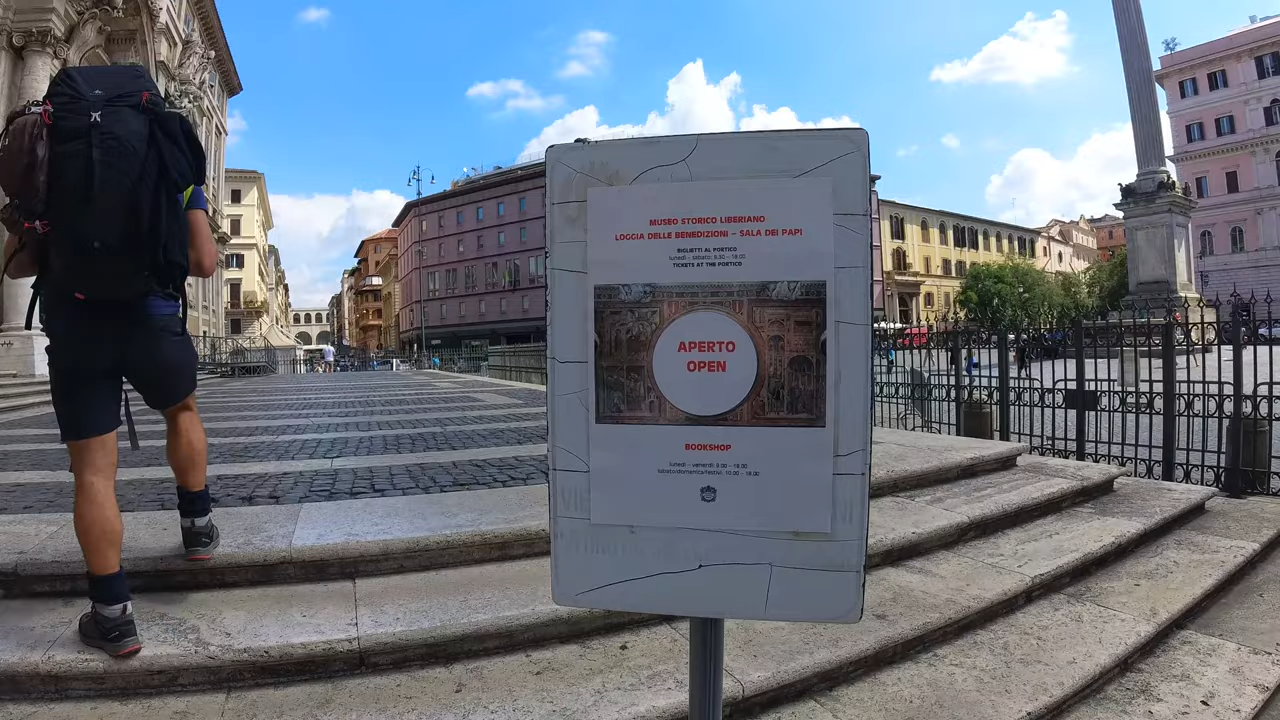 MUSEO STORICO LIBERIANO
LOGGIA DELLE BENEDIZIONI – SALA DEI PAPI
BIGLIETTI AL PORTICO
lunedì - sabato: 9.30 - 18.00
TICKETS AT THE PORTICO
APERTO
OPEN
BOOKSHOP
lunedì - venerdì: 9.00 - 18.00
sabato/domenica/festivi, 10.00 - 18.00